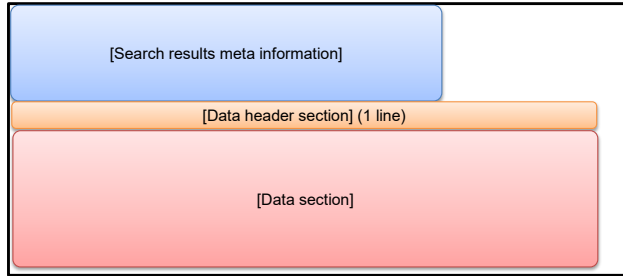 [Search results meta information]
[Data header section] (1 line)
[Data section]